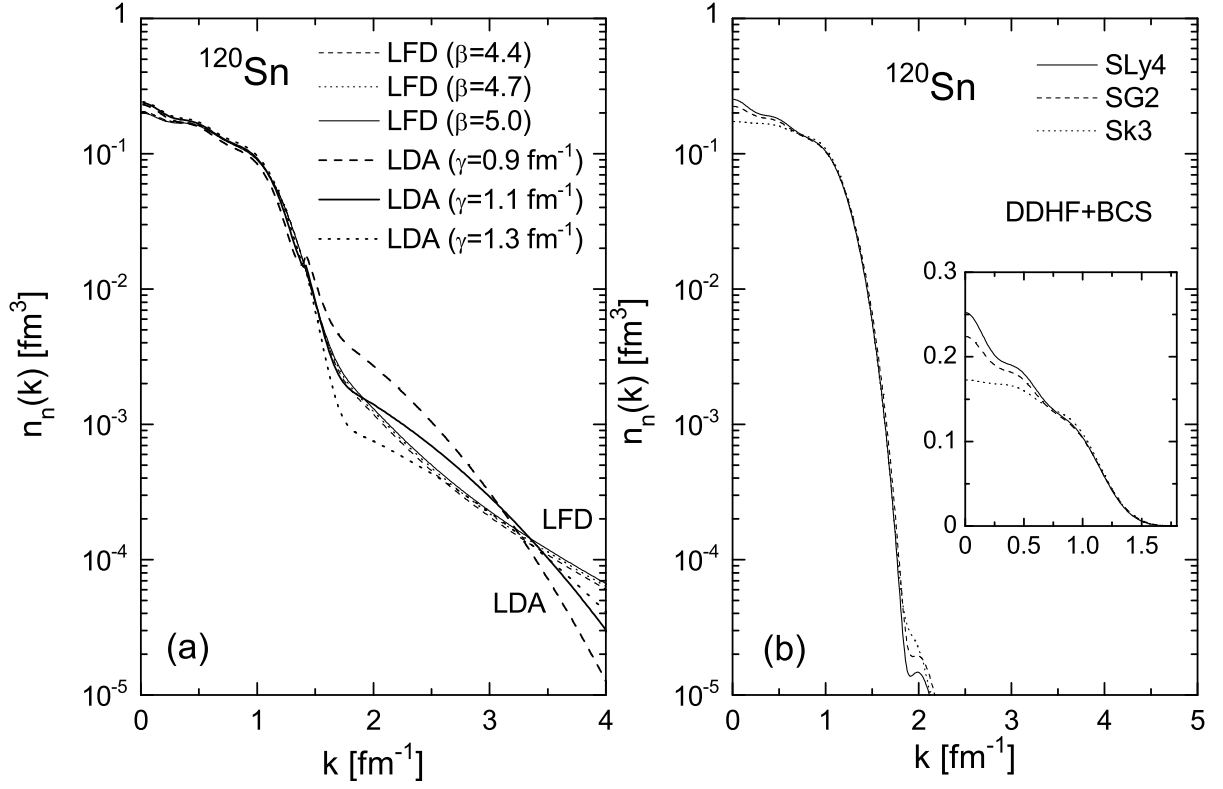 ¹²⁰Sn
LFD (β=4.4)
LFD (β=4.7)
LFD (β=5.0)
LDA (γ=0.9 fm⁻¹)
LDA (γ=1.1 fm⁻¹)
LDA (γ=1.3 fm⁻¹)
LFD
LDA
(a)
1
10⁻¹
10⁻²
10⁻³
10⁻⁴
10⁻⁵
nₙ(k) [fm³]
0 1 2 3 4
k [fm⁻¹]
¹²⁰Sn
SLy4
SG2
Sk3
DDHF+BCS
0.3
0.2
0.1
0
0 0.5 1.0 1.5
(b)
1
10⁻¹
10⁻²
10⁻³
10⁻⁴
10⁻⁵
nₙ(k) [fm³]
0 1 2 3 4 5
k [fm⁻¹]